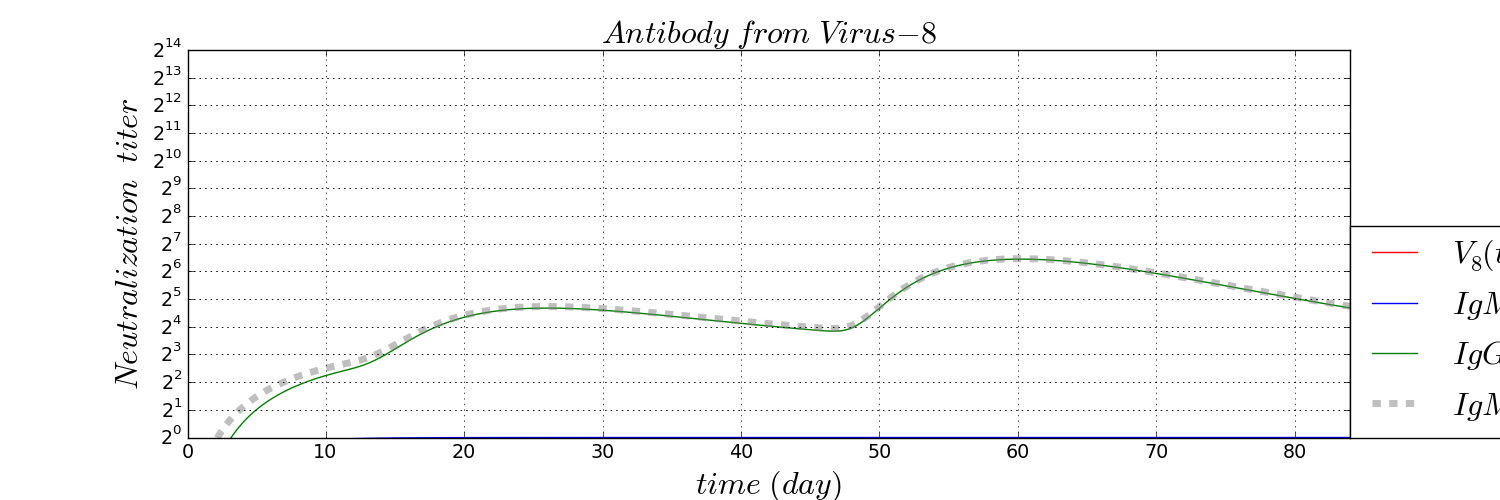 Antibody from Virus−8
2^14
2^13
2^12
2^11
2^10
2^9
2^8
2^7
2^6
2^5
2^4
2^3
2^2
2^1
2^0
Neutralization titer
0 10 20 30 40 50 60 70 80
time (day)
V_8(
IgM
IgG
IgM